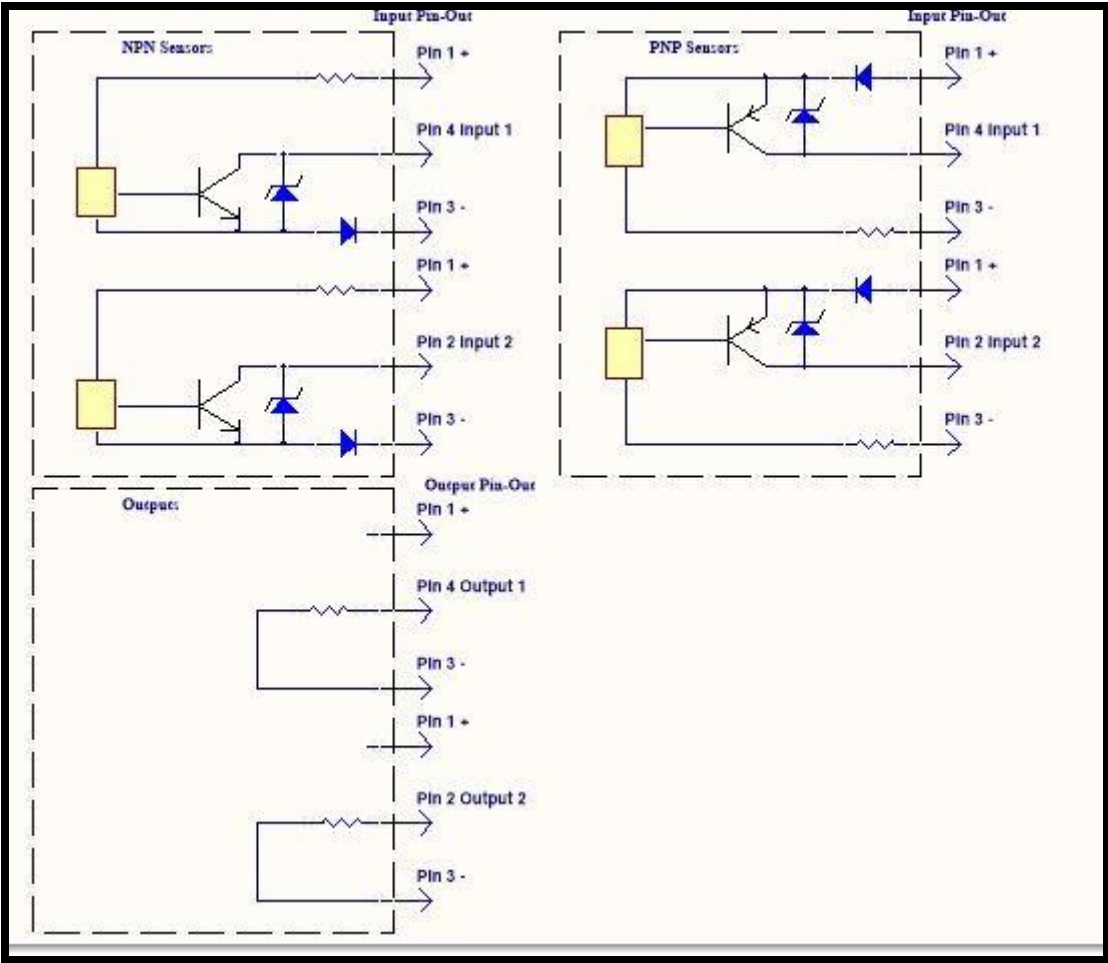 Input Pin-Out
NPN Sensors
Pin 1 +
Pin 4 Input 1
Pin 3 -
Pin 1 +
Pin 2 Input 2
Pin 3 -
Input Pin-Out
PNP Sensors
Pin 1 +
Pin 4 Input 1
Pin 3 -
Pin 1 +
Pin 2 Input 2
Pin 3 -
Output Pin-Out
Outputs
Pin 1 +
Pin 4 Output 1
Pin 3 -
Pin 1 +
Pin 2 Output 2
Pin 3 -